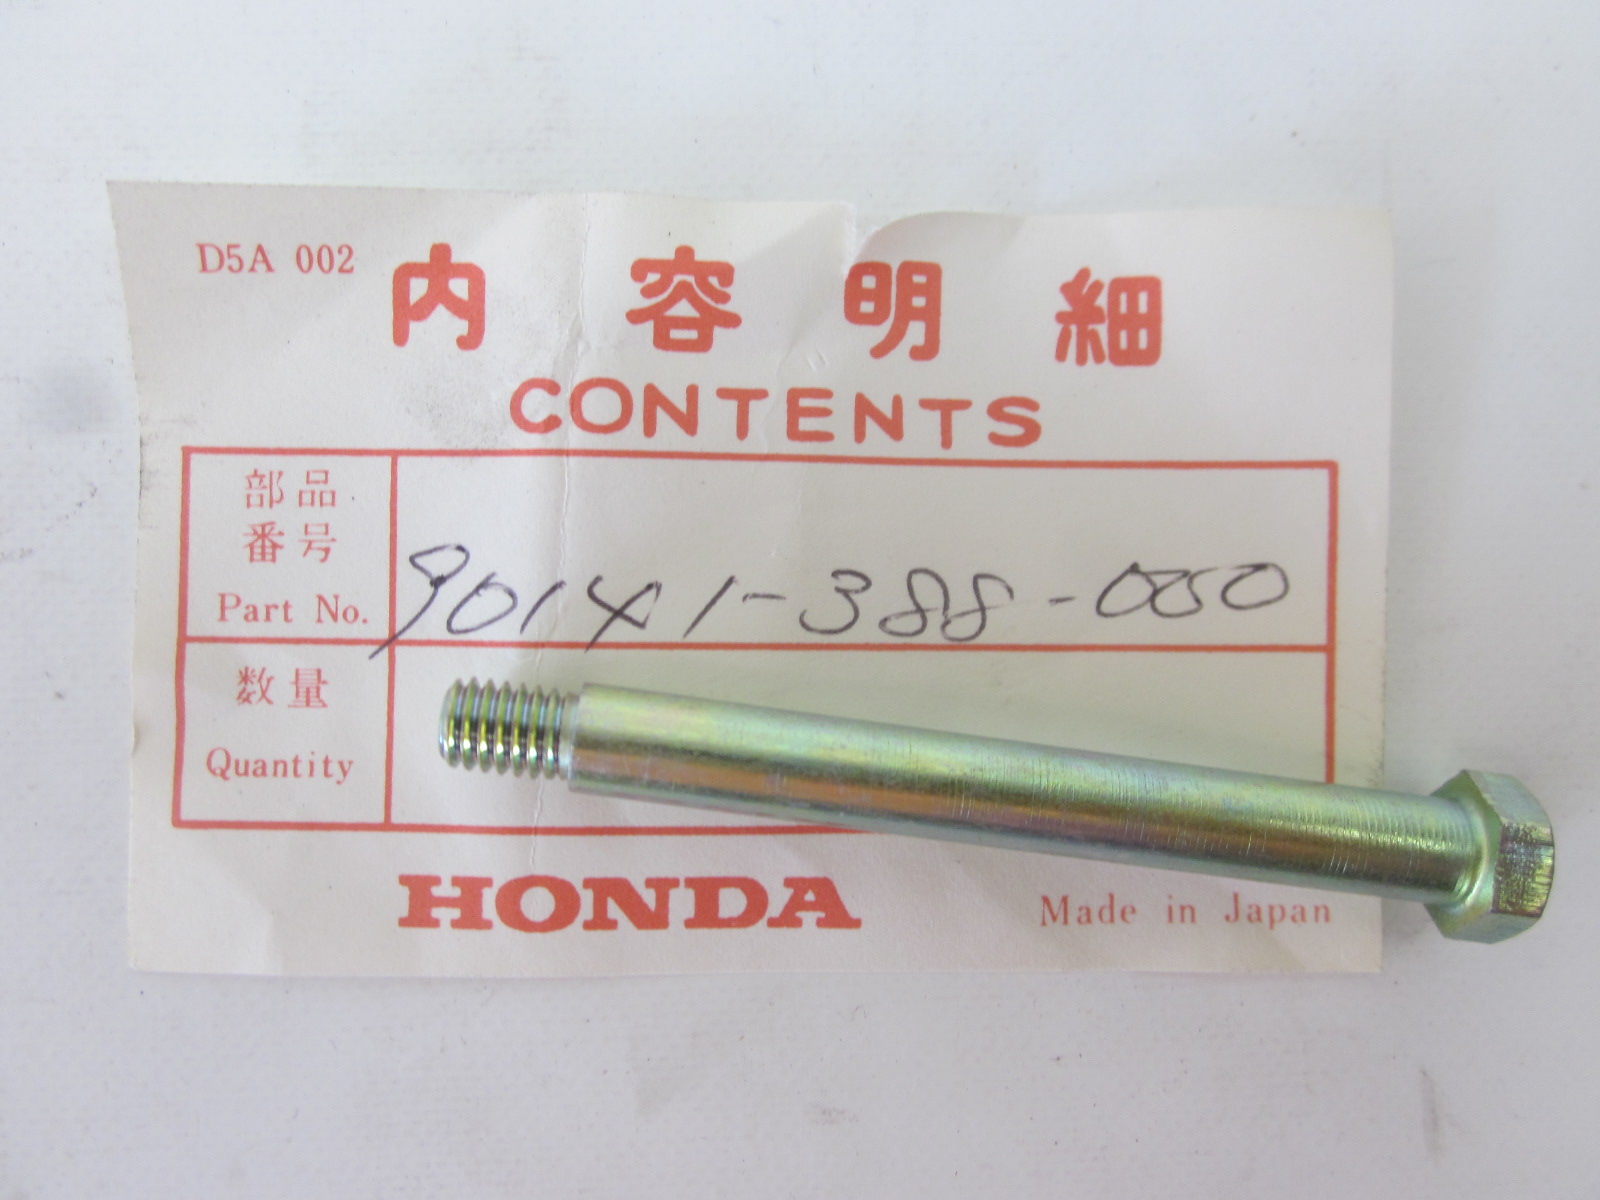 D5A 002
内容明細
CONTENTS
部品
番号
Part No.
90141-388-000
数量
Quantity
HONDA
Made in Japan